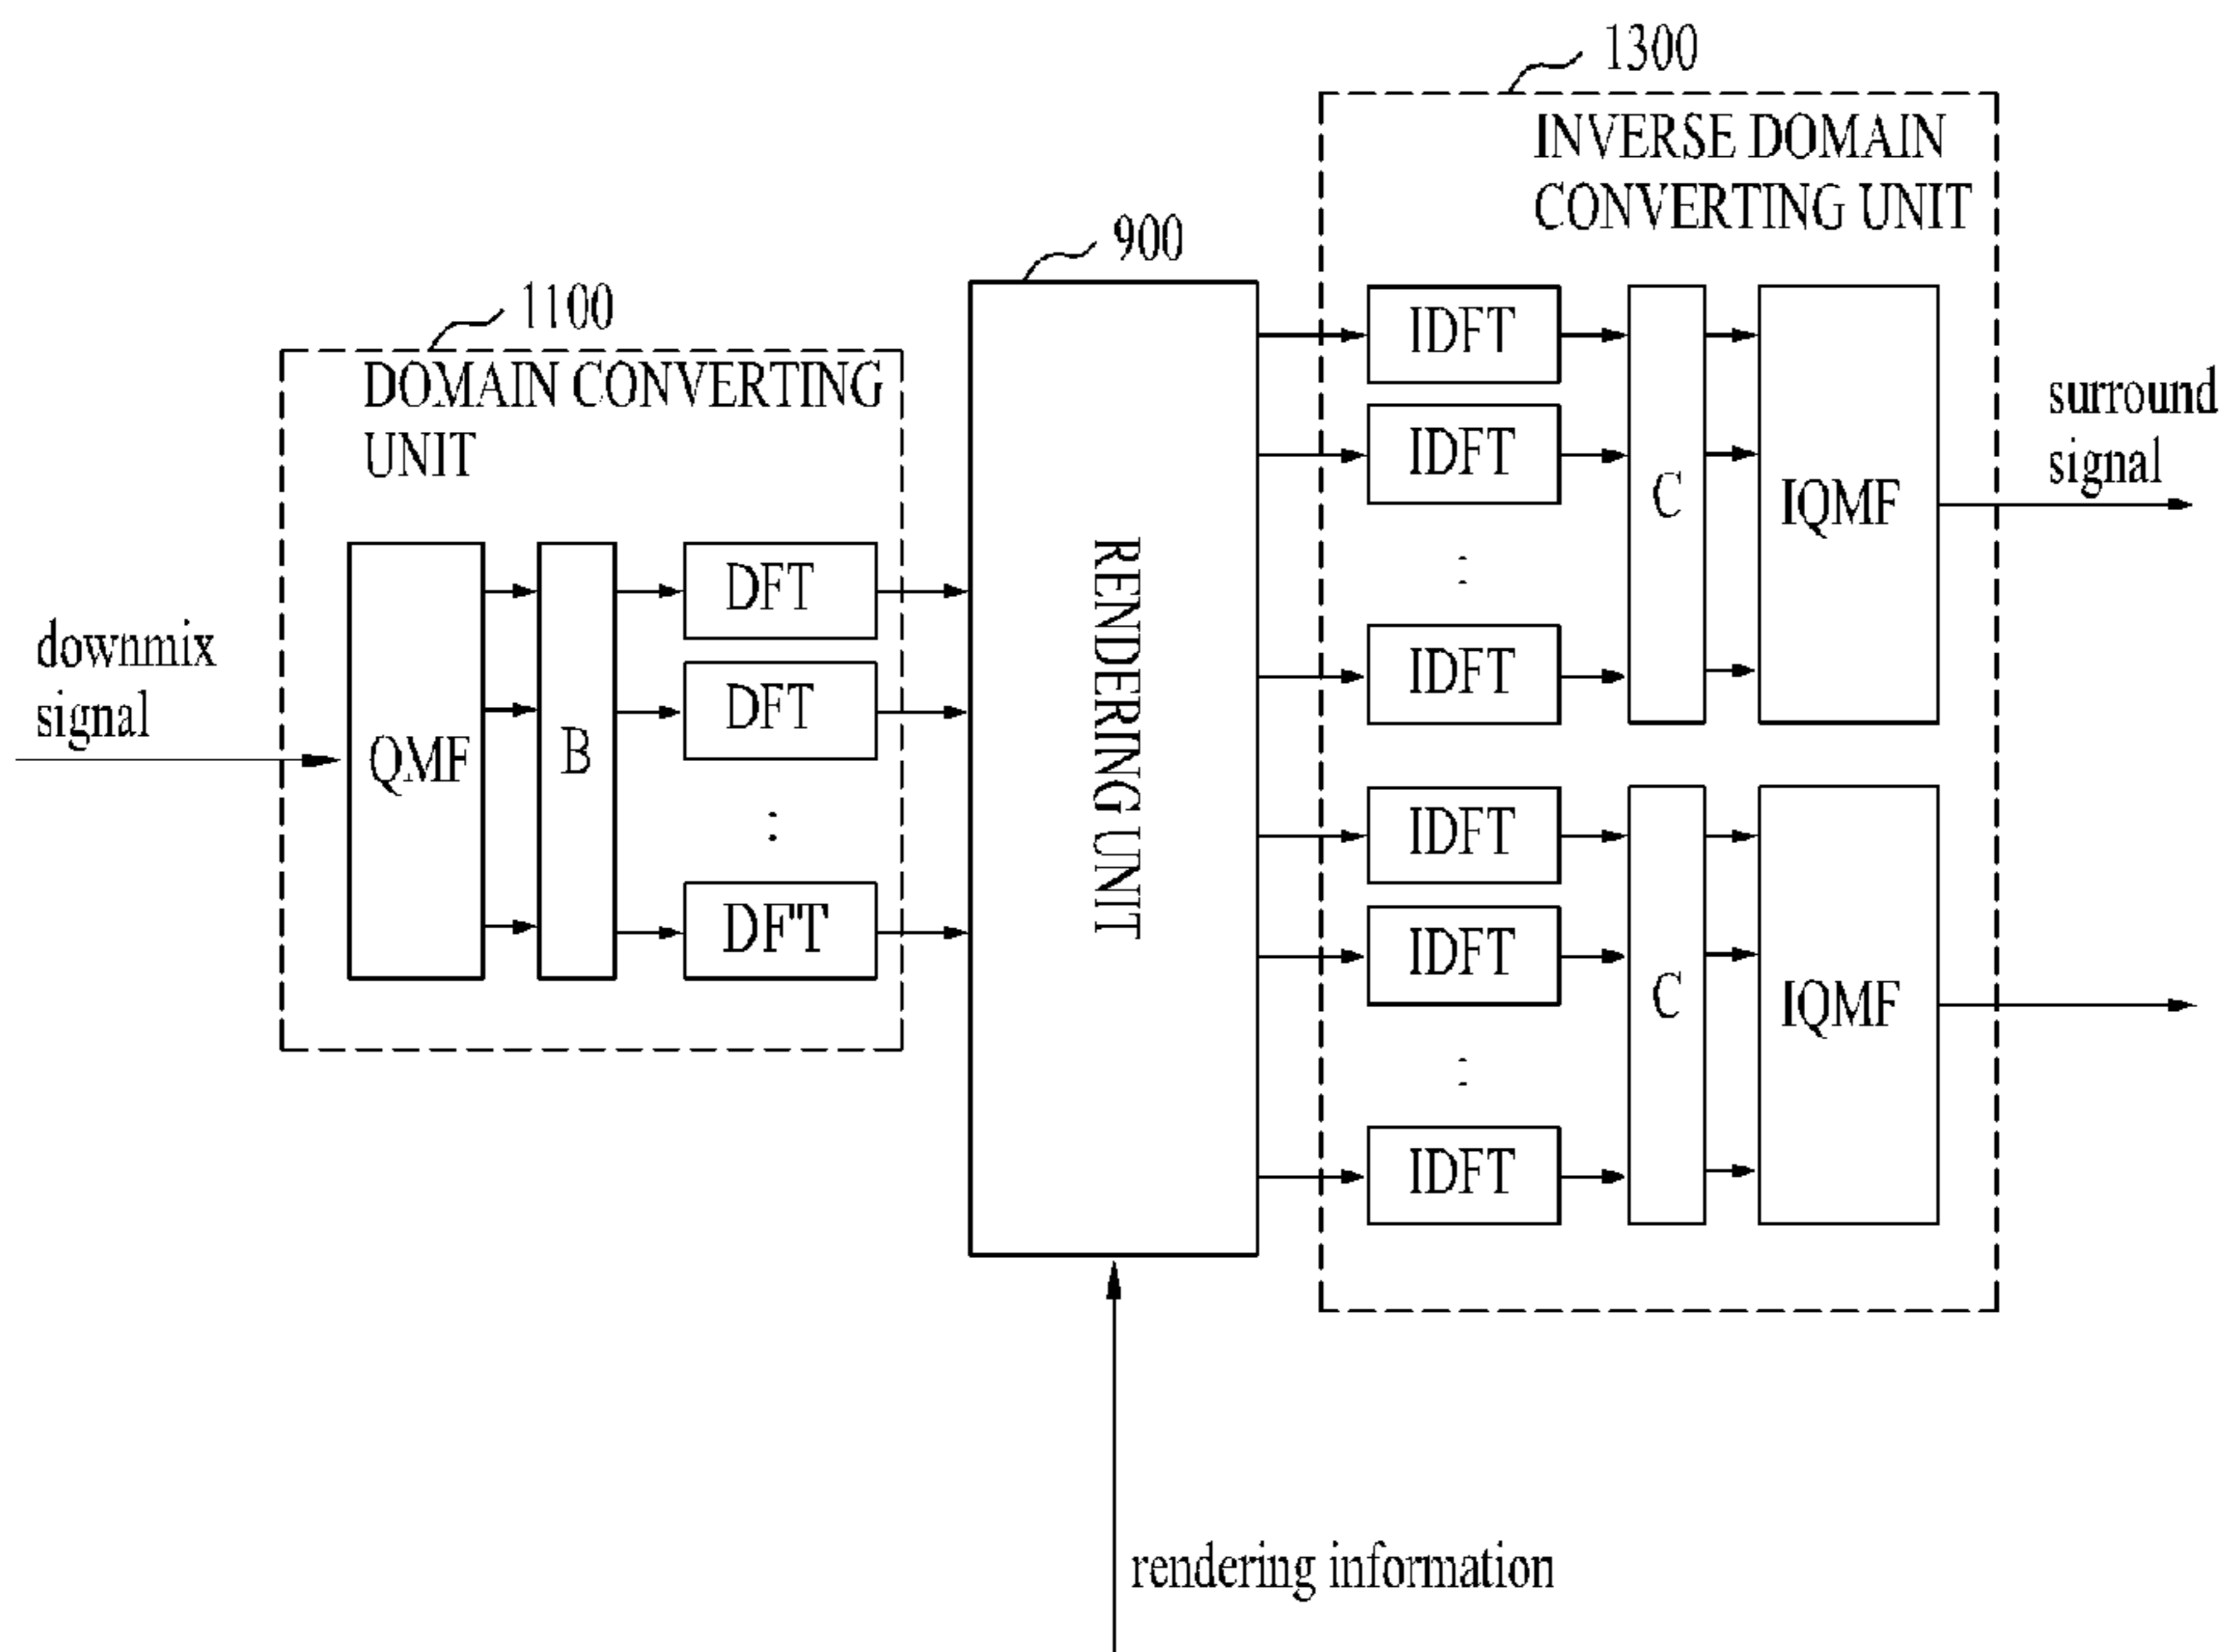 1300
INVERSE DOMAIN
CONVERTING UNIT
900
1100
DOMAIN CONVERTING
UNIT
downmix
signal
QMF
B
DFT
DFT
:
DFT
RENDERING UNIT
IDFT
IDFT
:
IDFT
C
IQMF
surround
signal
IDFT
IDFT
:
IDFT
C
IQMF
rendering information